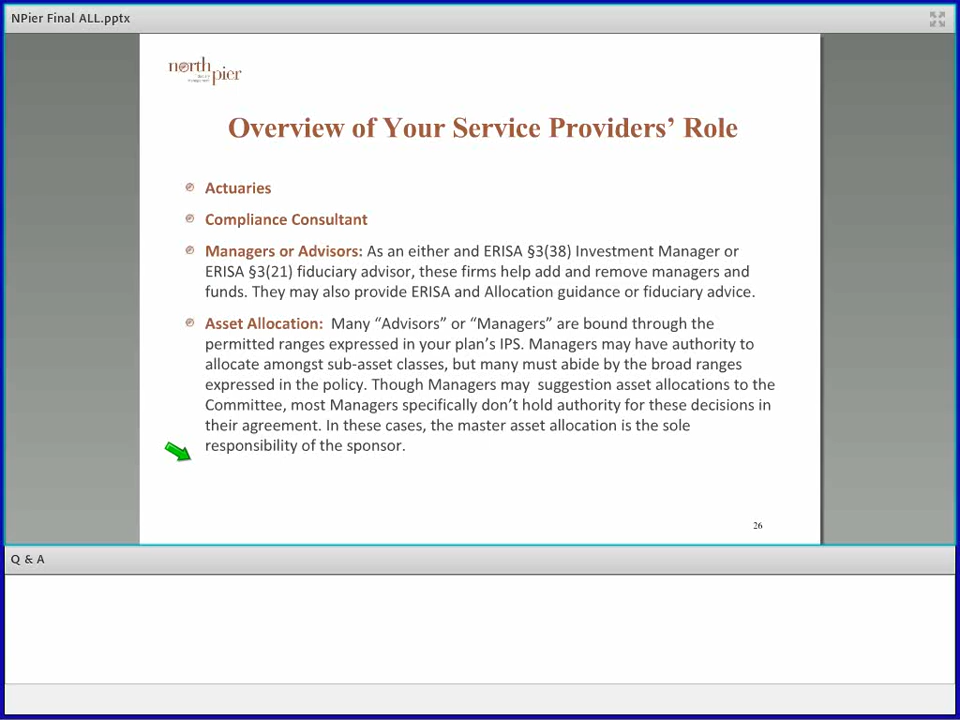 NPier Final ALL.pptx
north
pier
Overview of Your Service Providers’ Role
Actuaries
Compliance Consultant
Managers or Advisors: As an either and ERISA §3(38) Investment Manager or
ERISA §3(21) fiduciary advisor, these firms help add and remove managers and
funds. They may also provide ERISA and Allocation guidance or fiduciary advice.
Asset Allocation:  Many “Advisors” or “Managers” are bound through the
permitted ranges expressed in your plan’s IPS. Managers may have authority to
allocate amongst sub-asset classes, but many must abide by the broad ranges
expressed in the policy. Though Managers may  suggestion asset allocations to the
Committee, most Managers specifically don’t hold authority for these decisions in
their agreement. In these cases, the master asset allocation is the sole
responsibility of the sponsor.
26
Q & A